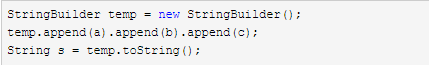 StringBuilder temp = new StringBuilder();
temp.append(a).append(b).append(c);
String s = temp.toString();